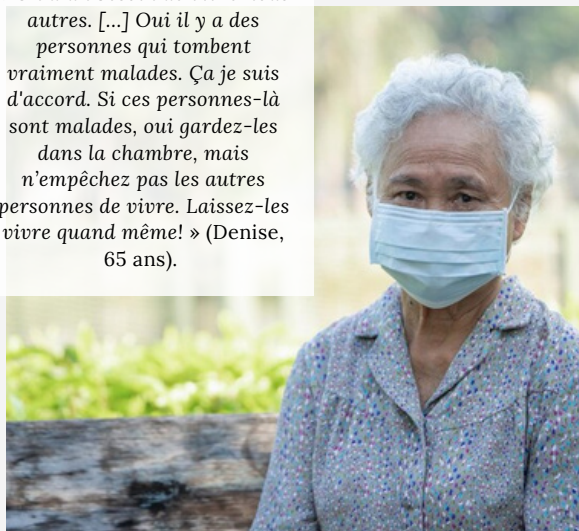 autres. […] Oui il y a des
personnes qui tombent
vraiment malades. Ça je suis
d'accord. Si ces personnes-là
sont malades, oui gardez-les
dans la chambre, mais
n’empêchez pas les autres
personnes de vivre. Laissez-les
vivre quand même! » (Denise,
65 ans).